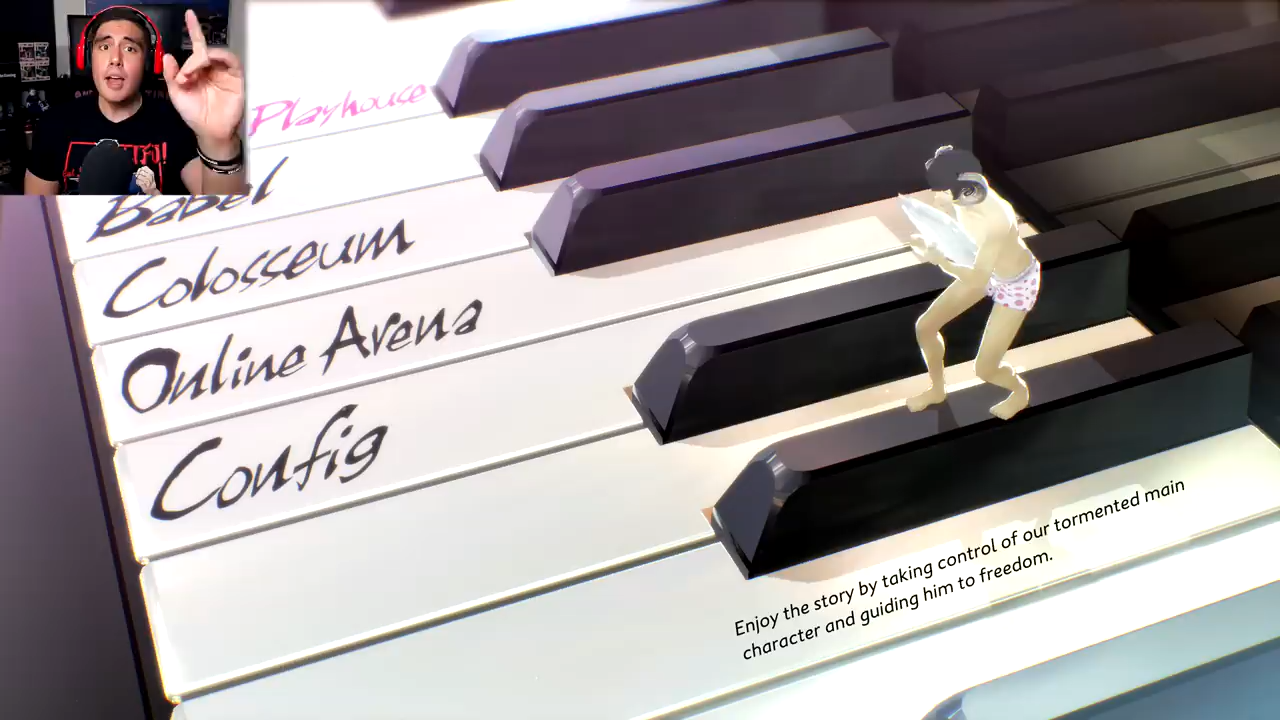 Playhouce
Babel
Colosseum
Online Arena
Config
Enjoy the story by taking control of our tormented main
character and guiding him to freedom.